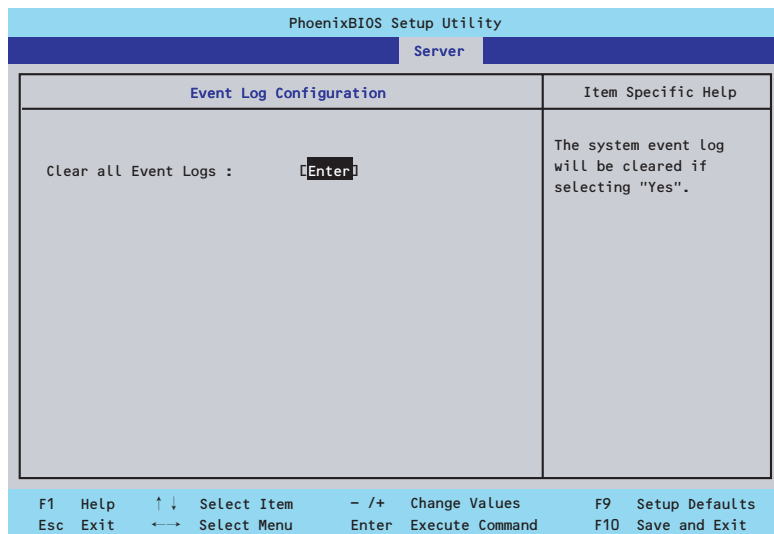 PhoenixBIOS Setup Utility
Server
Event Log Configuration
Item Specific Help
Clear all Event Logs : [Enter]
The system event log
will be cleared if
selecting "Yes".
F1 Help ↑↓ Select Item – /+ Change Values F9 Setup Defaults
Esc Exit ←→ Select Menu Enter Execute Command F10 Save and Exit